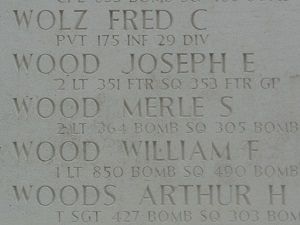 WOLZ FRED C
PVT 175 INF 29 DIV
WOOD JOSEPH E
2 LT 351 FTR SQ 353 FTR GP
WOOD MERLE S
2 LT 364 BOMB SQ 305 BOMB
WOOD WILLIAM F
1 LT 850 BOMB SQ 490 BOMB
WOODS ARTHUR H
T SGT 427 BOMB SQ 303 BOM